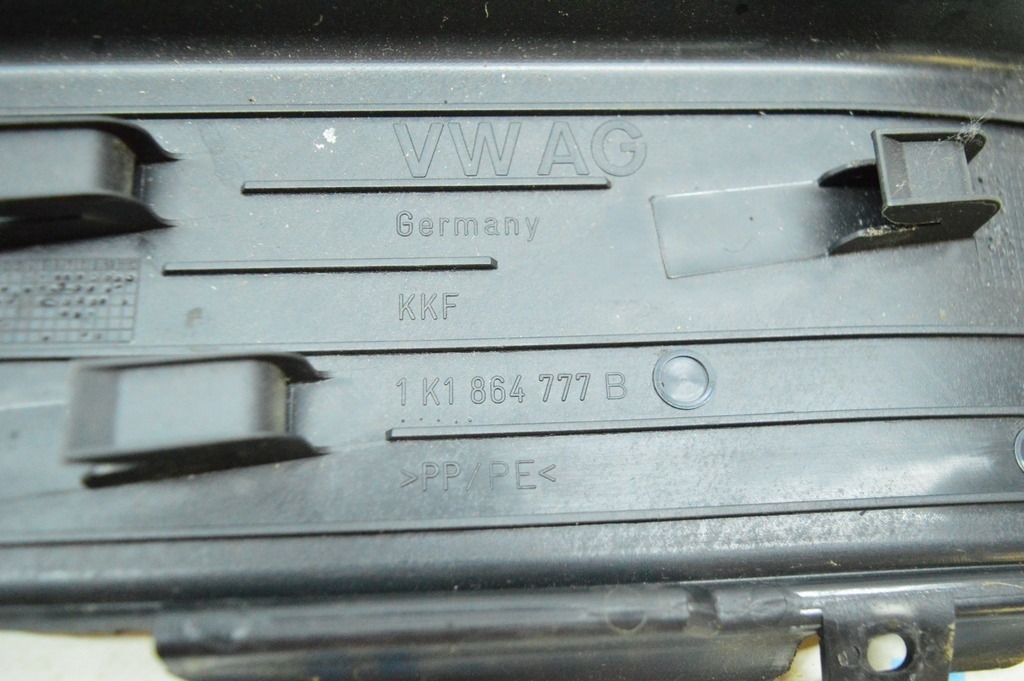 VW AG
Germany
KKF
1K1 864 777 B
>PP/PE<